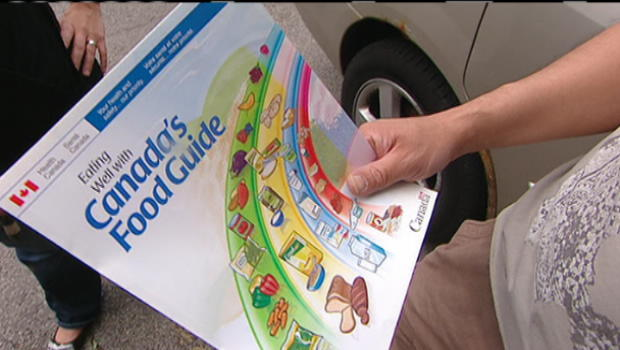 Health
Canada
Santé
Canada
Your health and
safety... our priority.
Votre santé et votre
sécurité... notre priorité.
Eating
Well with
Canada's
Food Guide
Canada